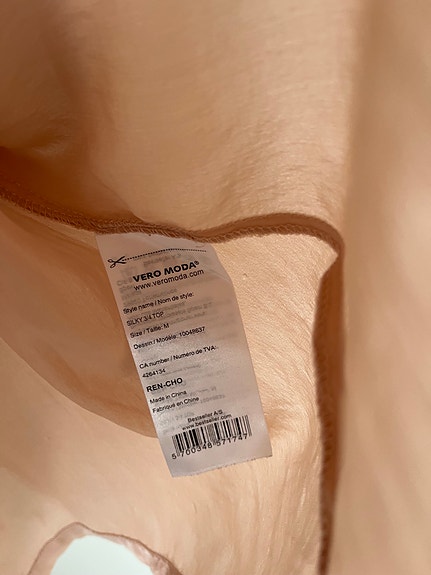 VERO MODA®
www.veromoda.com
Style name / Nom de style:
SILKY 3/4 TOP
Size / Taille: M
Dessin / Modèle: 10048637
CA number / Numero de TVA:
4264134
REN-CHO
Made in China
Fabriqué en China
Bestseller A/S
www.bestseller.com
5 700346 571747